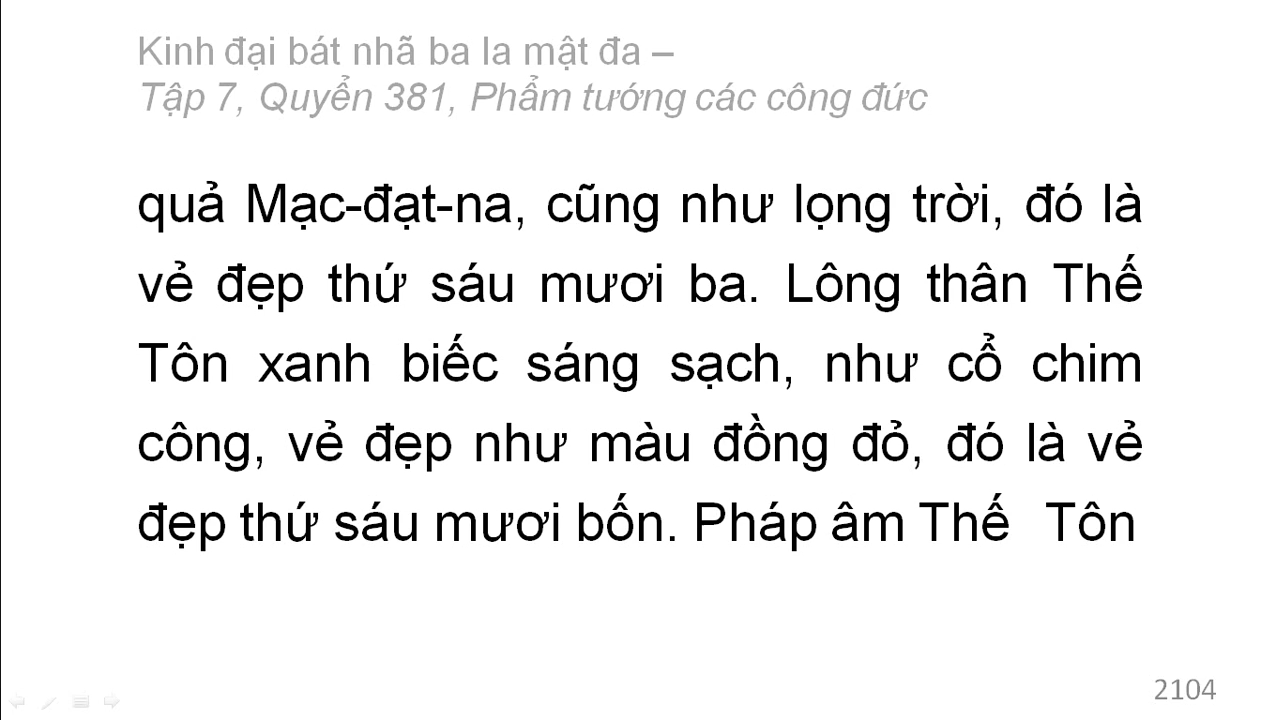 Kinh đại bát nhã ba la mật đa –
Tập 7, Quyển 381, Phẩm tướng các công đức
quả Mạc-đạt-na, cũng như lọng trời, đó là
vẻ đẹp thứ sáu mươi ba. Lông thân Thế
Tôn xanh biếc sáng sạch, như cổ chim
công, vẻ đẹp như màu đồng đỏ, đó là vẻ
đẹp thứ sáu mươi bốn. Pháp âm Thế Tôn
2104